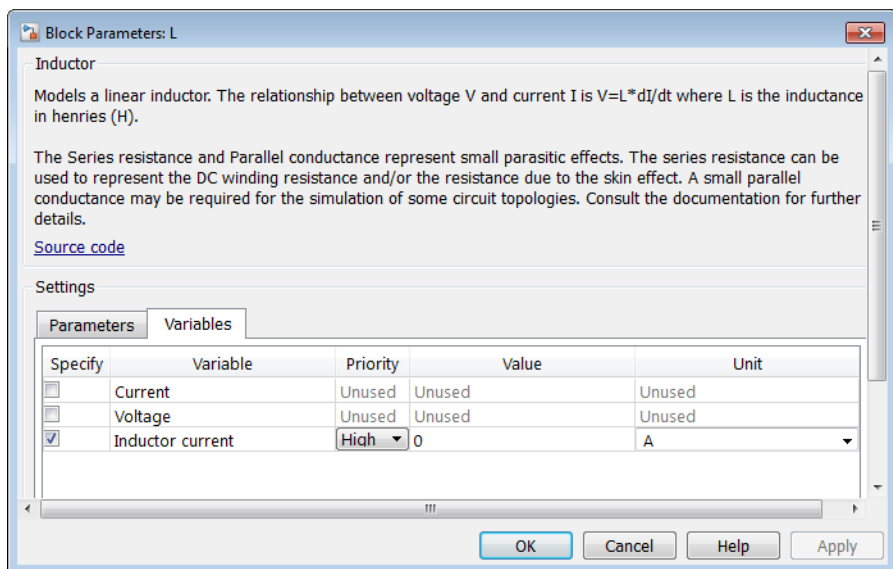 Block Parameters: L
Inductor
Models a linear inductor. The relationship between voltage V and current I is V=L*dI/dt where L is the inductance
in henries (H).
The Series resistance and Parallel conductance represent small parasitic effects. The series resistance can be
used to represent the DC winding resistance and/or the resistance due to the skin effect. A small parallel
conductance may be required for the simulation of some circuit topologies. Consult the documentation for further
details.
Source code
Settings
Parameters Variables
Specify Variable Priority Value Unit
Current Unused Unused Unused
Voltage Unused Unused Unused
Inductor current High 0 A
OK Cancel Help Apply